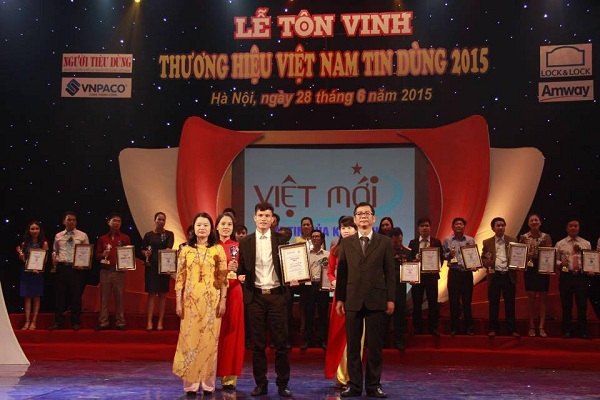 LỄ TÔN VINH
THƯƠNG HIỆU VIỆT NAM TIN DÙNG 2015
Hà Nội, ngày 28 tháng 6 năm 2015
NGƯỜI TIÊU DÙNG
VNPACO
LOCK&LOCK
Amway
VIỆT MỚI